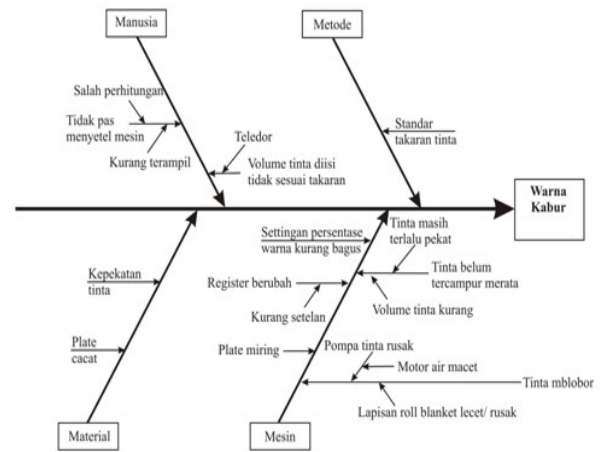 Manusia
Metode
Salah perhitungan
Tidak pas
menyetel mesin
Kurang terampil
Teledor
Volume tinta diisi
tidak sesuai takaran
Standar
takaran tinta
Warna
Kabur
Settingan persentase
warna kurang bagus
Tinta masih
terlalu pekat
Kepekatan
tinta
Register berubah
Tinta belum
tercampur merata
Kurang setelan
Volume tinta kurang
Plate
cacat
Plate miring
Pompa tinta rusak
Motor air macet
Tinta mblobor
Lapisan roll blanket lecet/ rusak
Material
Mesin